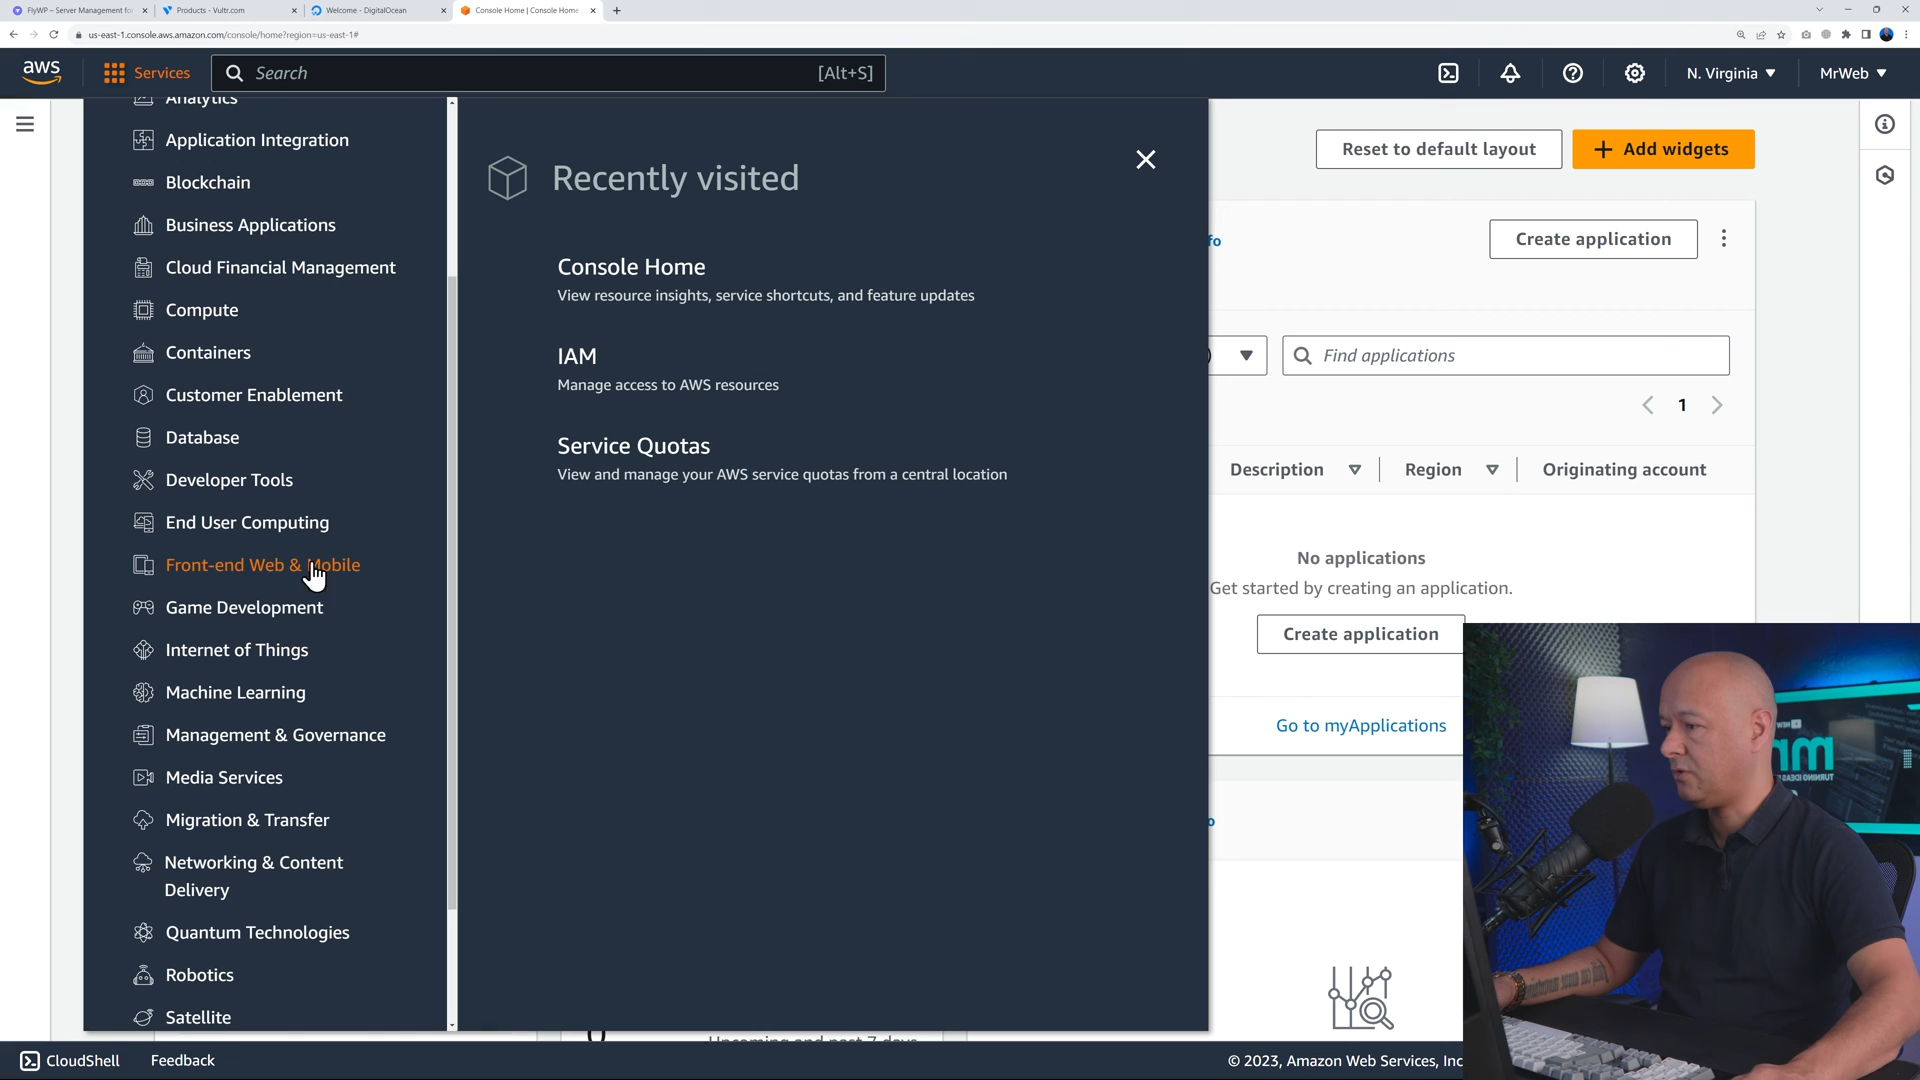 FlyWP – Server Management for
Products - Vultr.com
Welcome - DigitalOcean
Console Home | Console Home
us-east-1.console.aws.amazon.com/console/home?region=us-east-1#
aws
Services
Search
[Alt+S]
N. Virginia
MrWeb
Analytics
Application Integration
Blockchain
Business Applications
Cloud Financial Management
Compute
Containers
Customer Enablement
Database
Developer Tools
End User Computing
Front-end Web & Mobile
Game Development
Internet of Things
Machine Learning
Management & Governance
Media Services
Migration & Transfer
Networking & Content
Delivery
Quantum Technologies
Robotics
Satellite
Recently visited
Console Home
View resource insights, service shortcuts, and feature updates
IAM
Manage access to AWS resources
Service Quotas
View and manage your AWS service quotas from a central location
Reset to default layout
Add widgets
fo
Create application
Find applications
1
Description
Region
Originating account
No applications
Get started by creating an application.
Create application
Go to myApplications
o
Upcoming and past 7 days
CloudShell
Feedback
© 2023, Amazon Web Services, Inc